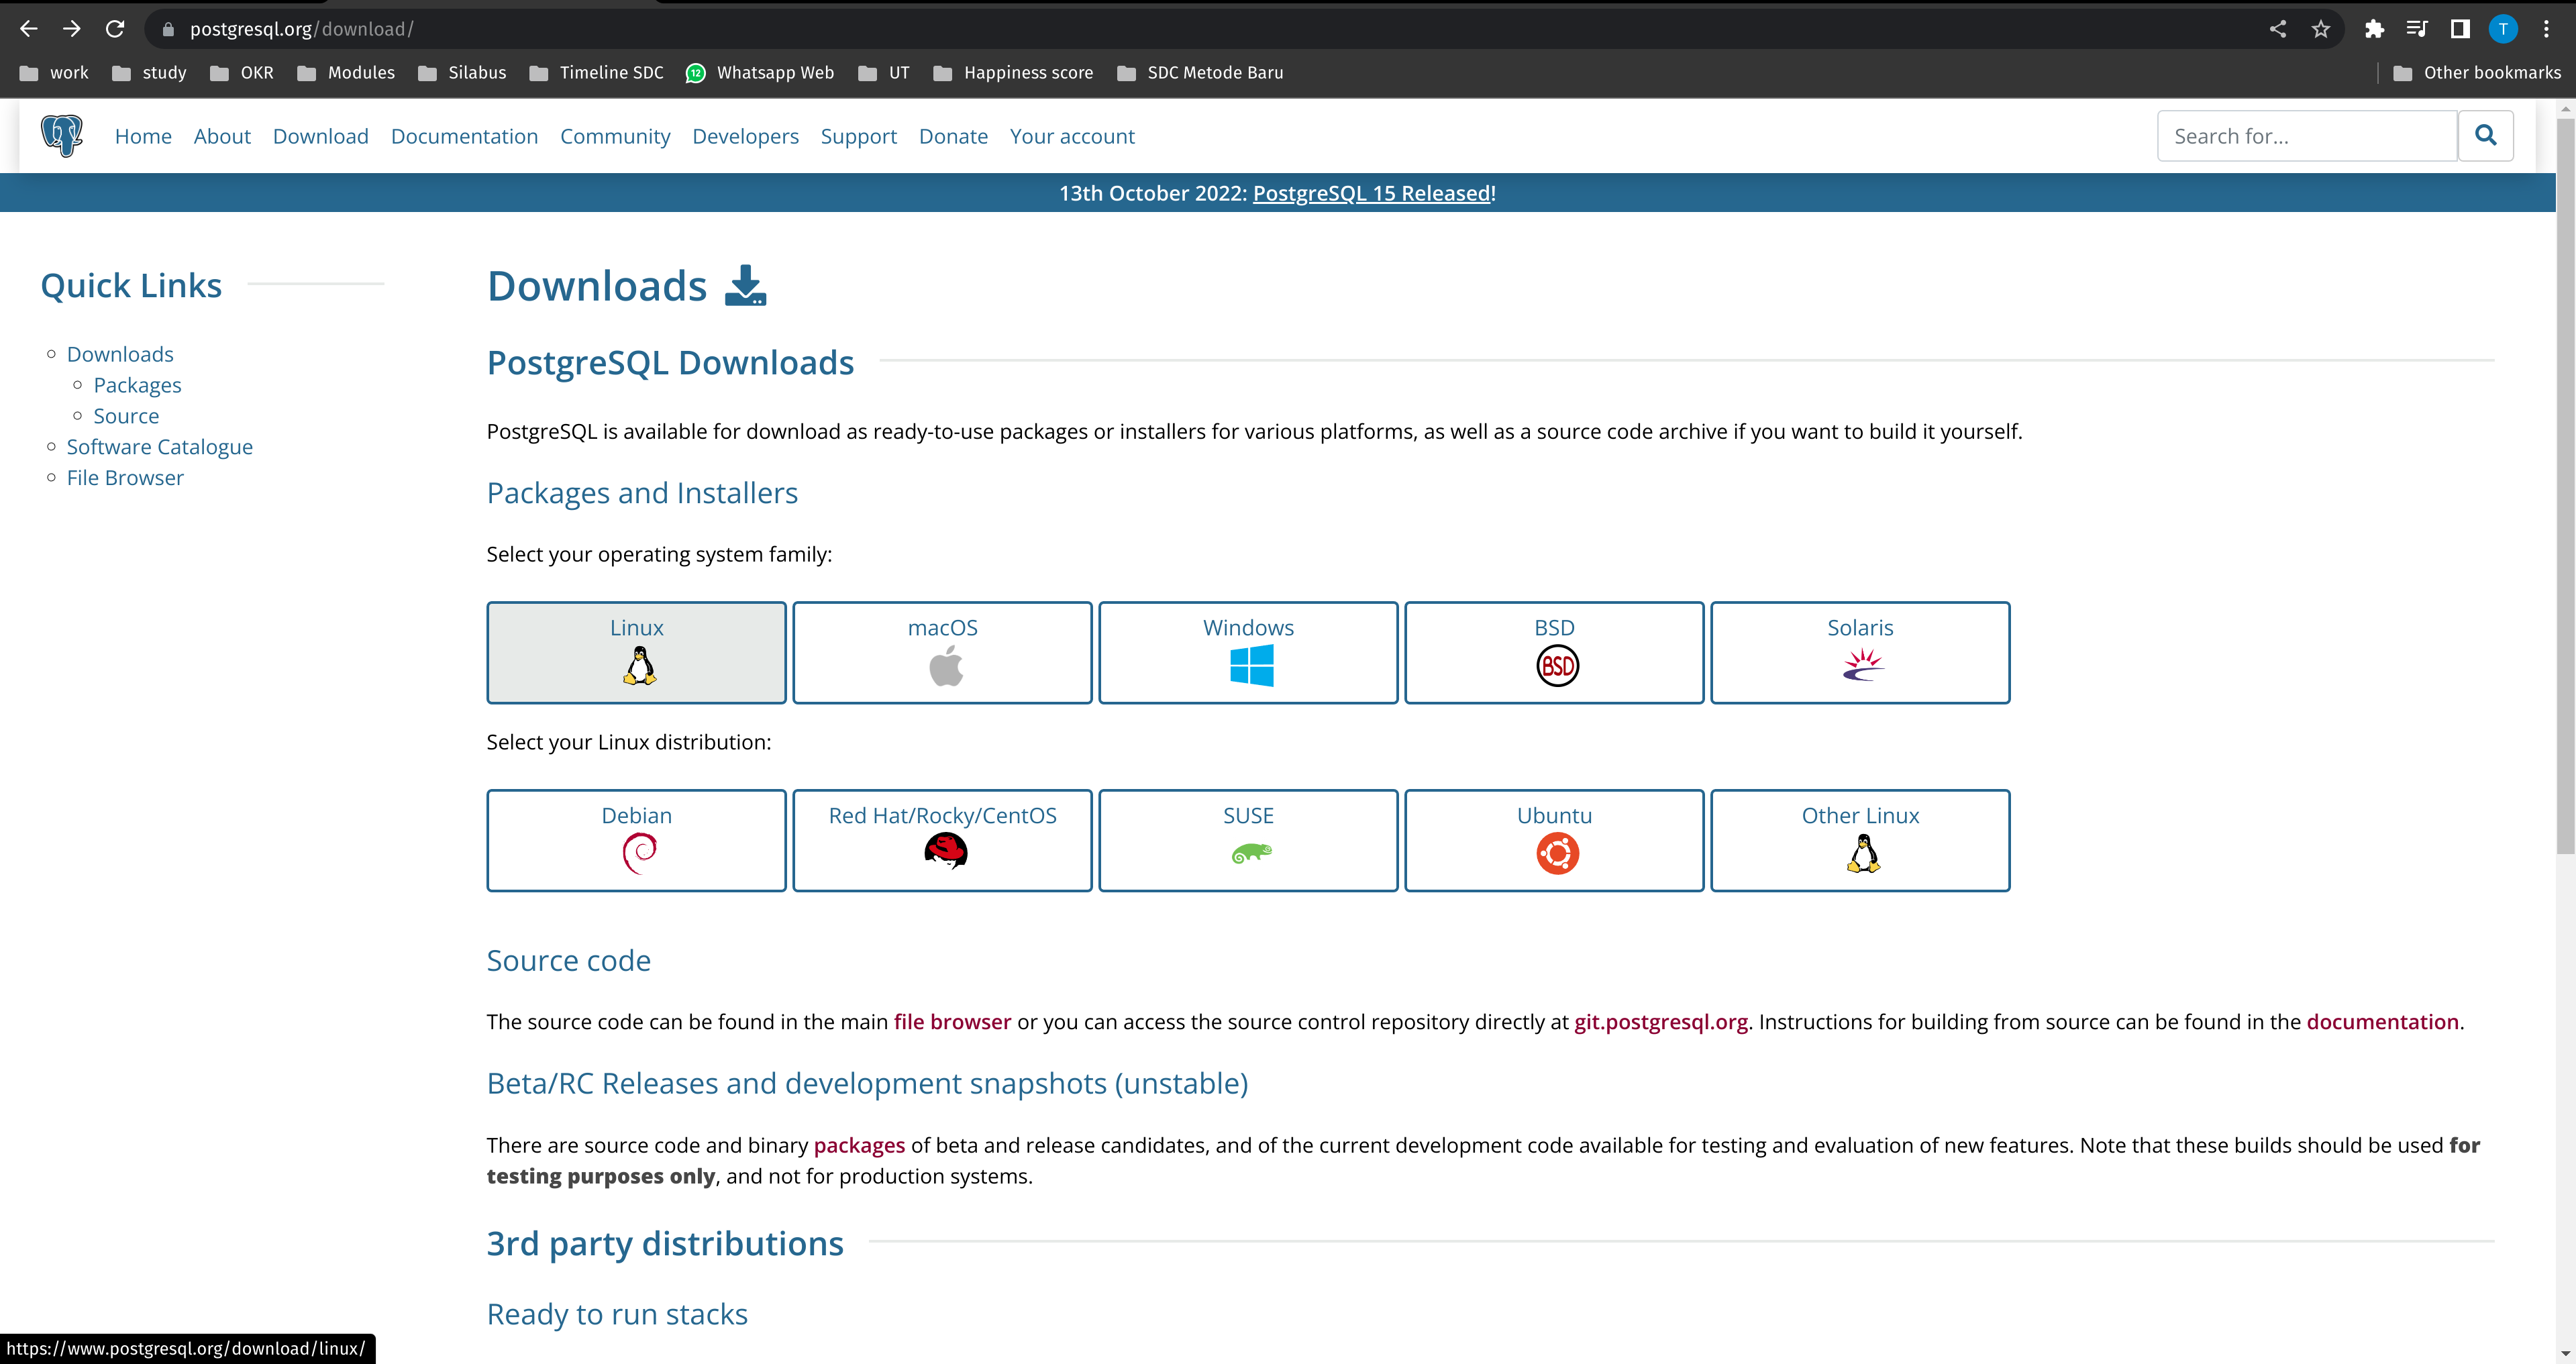 postgresql.org/download/
T
work study OKR Modules Silabus Timeline SDC 12 Whatsapp Web UT Happiness score SDC Metode Baru Other bookmarks
Home About Download Documentation Community Developers Support Donate Your account Search for...
13th October 2022: PostgreSQL 15 Released!
Quick Links
Downloads
Packages
Source
Software Catalogue
File Browser
Downloads
PostgreSQL Downloads
PostgreSQL is available for download as ready-to-use packages or installers for various platforms, as well as a source code archive if you want to build it yourself.
Packages and Installers
Select your operating system family:
Linux macOS Windows BSD Solaris
BSD
Select your Linux distribution:
Debian Red Hat/Rocky/CentOS SUSE Ubuntu Other Linux
Source code
The source code can be found in the main file browser or you can access the source control repository directly at git.postgresql.org. Instructions for building from source can be found in the documentation.
Beta/RC Releases and development snapshots (unstable)
There are source code and binary packages of beta and release candidates, and of the current development code available for testing and evaluation of new features. Note that these builds should be used for
testing purposes only, and not for production systems.
3rd party distributions
Ready to run stacks
https://www.postgresql.org/download/linux/